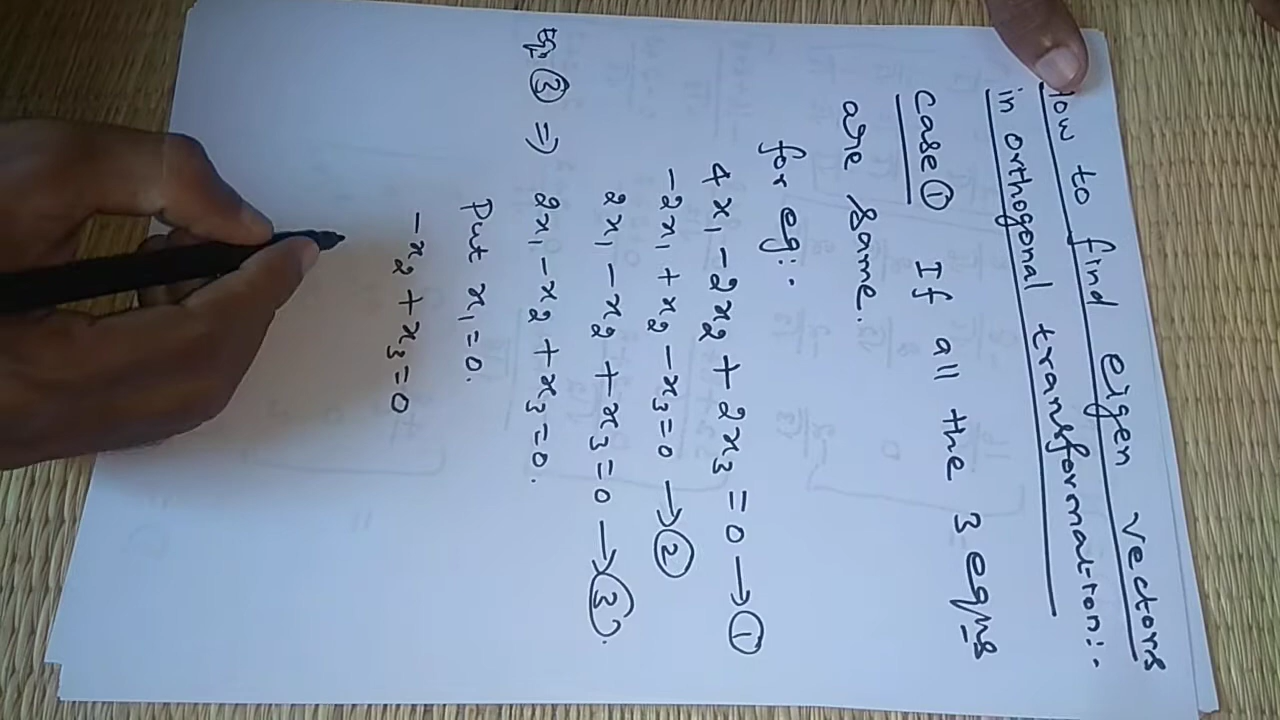 How to find eigen vectors
in orthogonal transformation:-
Case ① If all the 3 eqns
are same.
for eg:-
4x₁ - 2x₂ + 2x₃ = 0 → ①
-2x₁ + x₂ - x₃ = 0 → ②
2x₁ - x₂ + x₃ = 0 → ③.
Eqn ③ ⇒ 2x₁ - x₂ + x₃ = 0.
Put x₁ = 0.
-x₂ + x₃ = 0